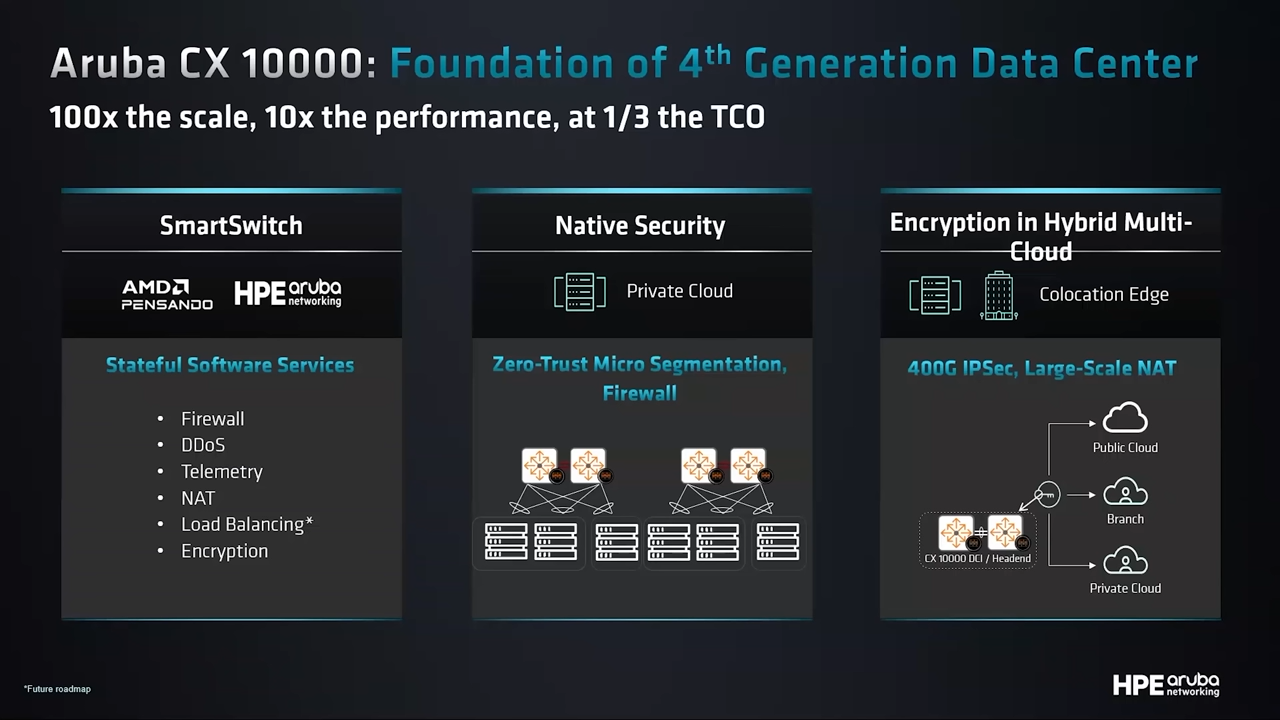 Aruba CX 10000: Foundation of 4th Generation Data Center
100x the scale, 10x the performance, at 1/3 the TCO
SmartSwitch
AMD
PENSANDO
HPE aruba
networking
Stateful Software Services
• Firewall
• DDoS
• Telemetry
• NAT
• Load Balancing*
• Encryption
Native Security
Private Cloud
Zero-Trust Micro Segmentation,
Firewall
Encryption in Hybrid Multi-
Cloud
Colocation Edge
400G IPSec, Large-Scale NAT
Public Cloud
Branch
CX 10000 DCI / Headend
Private Cloud
*Future roadmap
HPE aruba
networking